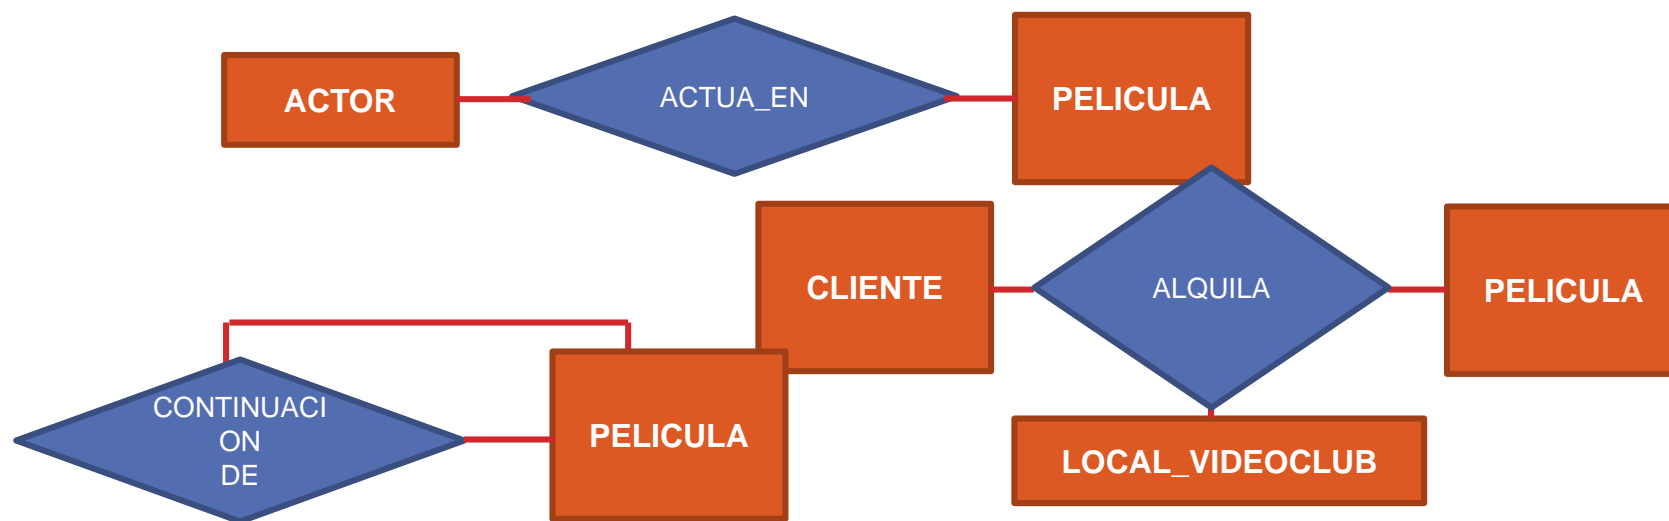 ACTOR
ACTUA_EN
PELICULA
CLIENTE
ALQUILA
PELICULA
CONTINUACI
ON
DE
PELICULA
LOCAL_VIDEOCLUB